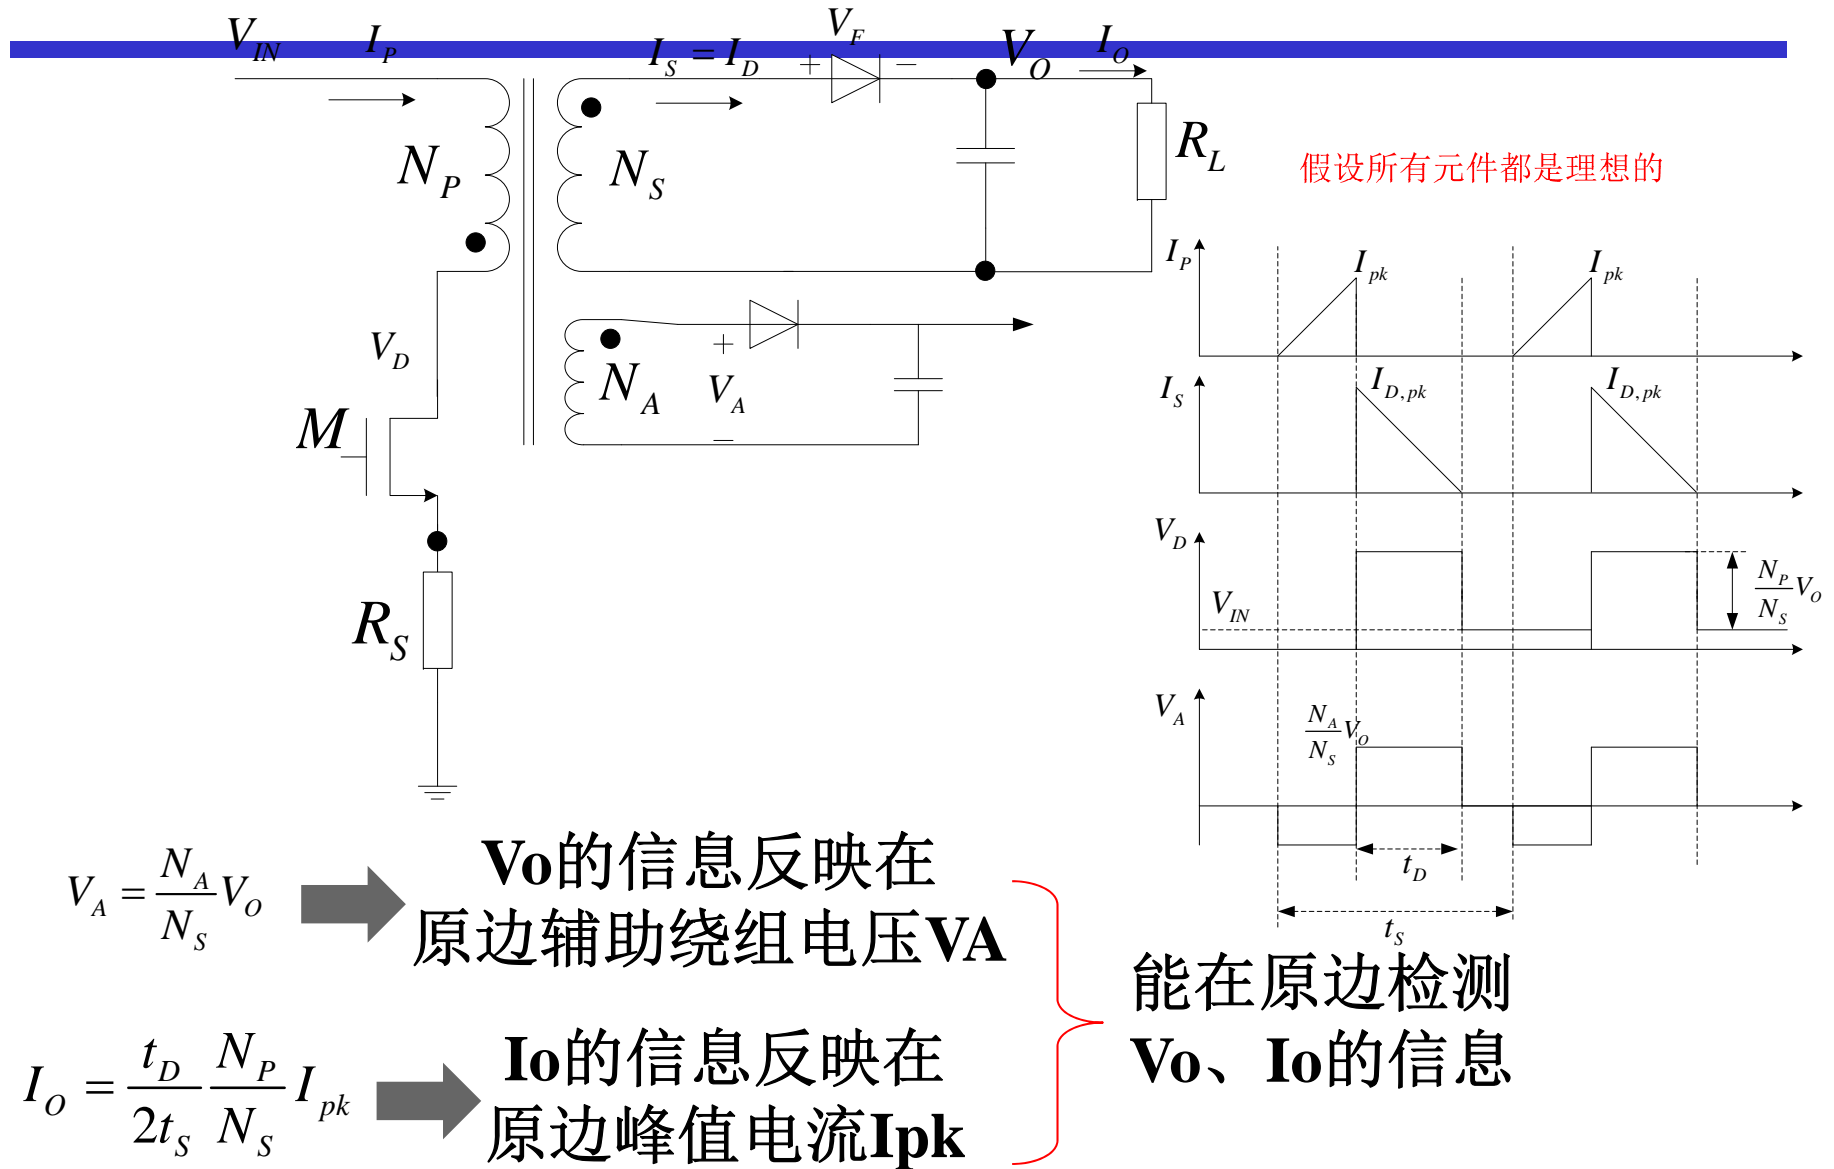 V_IN I_P I_S = I_D + V_F − V_O I_O
N_P N_S R_L
假设所有元件都是理想的
V_D
+
N_A V_A
−
M
R_S
I_P I_pk I_pk
I_S I_D,pk I_D,pk
V_D
V_IN
N_P/N_S V_O
V_A
N_A/N_S V_O
t_D
t_S
V_A = N_A/N_S V_O
Vo的信息反映在
原边辅助绕组电压VA
I_O = t_D/2t_S N_P/N_S I_pk
Io的信息反映在
原边峰值电流Ipk
能在原边检测
Vo、Io的信息